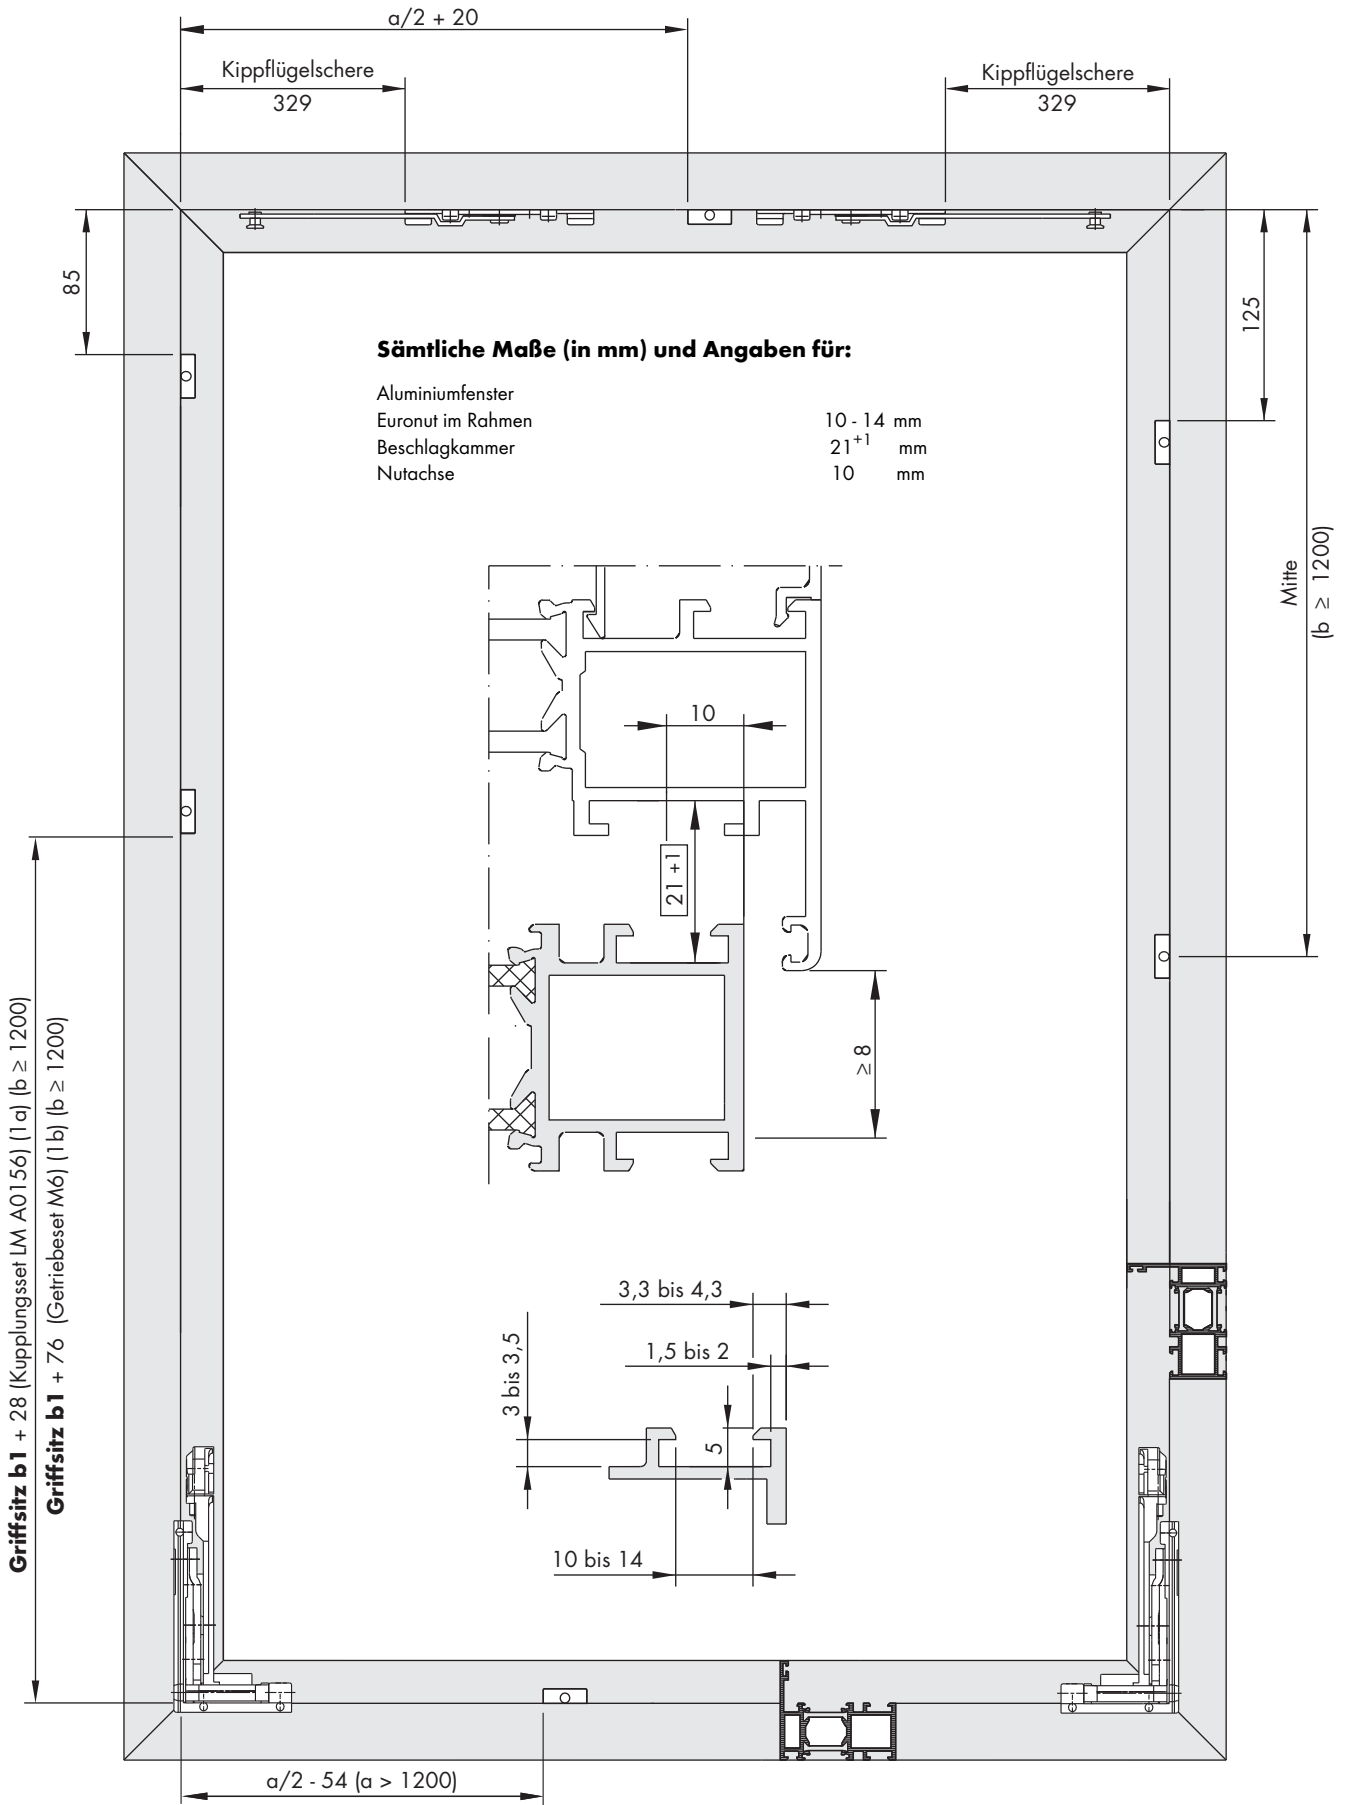 a/2 + 20
Kippflügelschere
329
Kippflügelschere
329
85
125
Sämtliche Maße (in mm) und Angaben für:
Aluminiumfenster
Euronut im Rahmen 10 - 14 mm
Beschlagkammer 21+1 mm
Nutachse 10 mm
Mitte
(b ≥ 1200)
10
21 +1
≥ 8
Griffsitz b1 + 28 (Kupplungsset LM A0156) (1a) (b ≥ 1200)
Griffsitz b1 + 76 (Getriebeset M6) (1b) (b ≥ 1200)
3,3 bis 4,3
1,5 bis 2
3 bis 3,5
5
10 bis 14
a/2 - 54 (a > 1200)